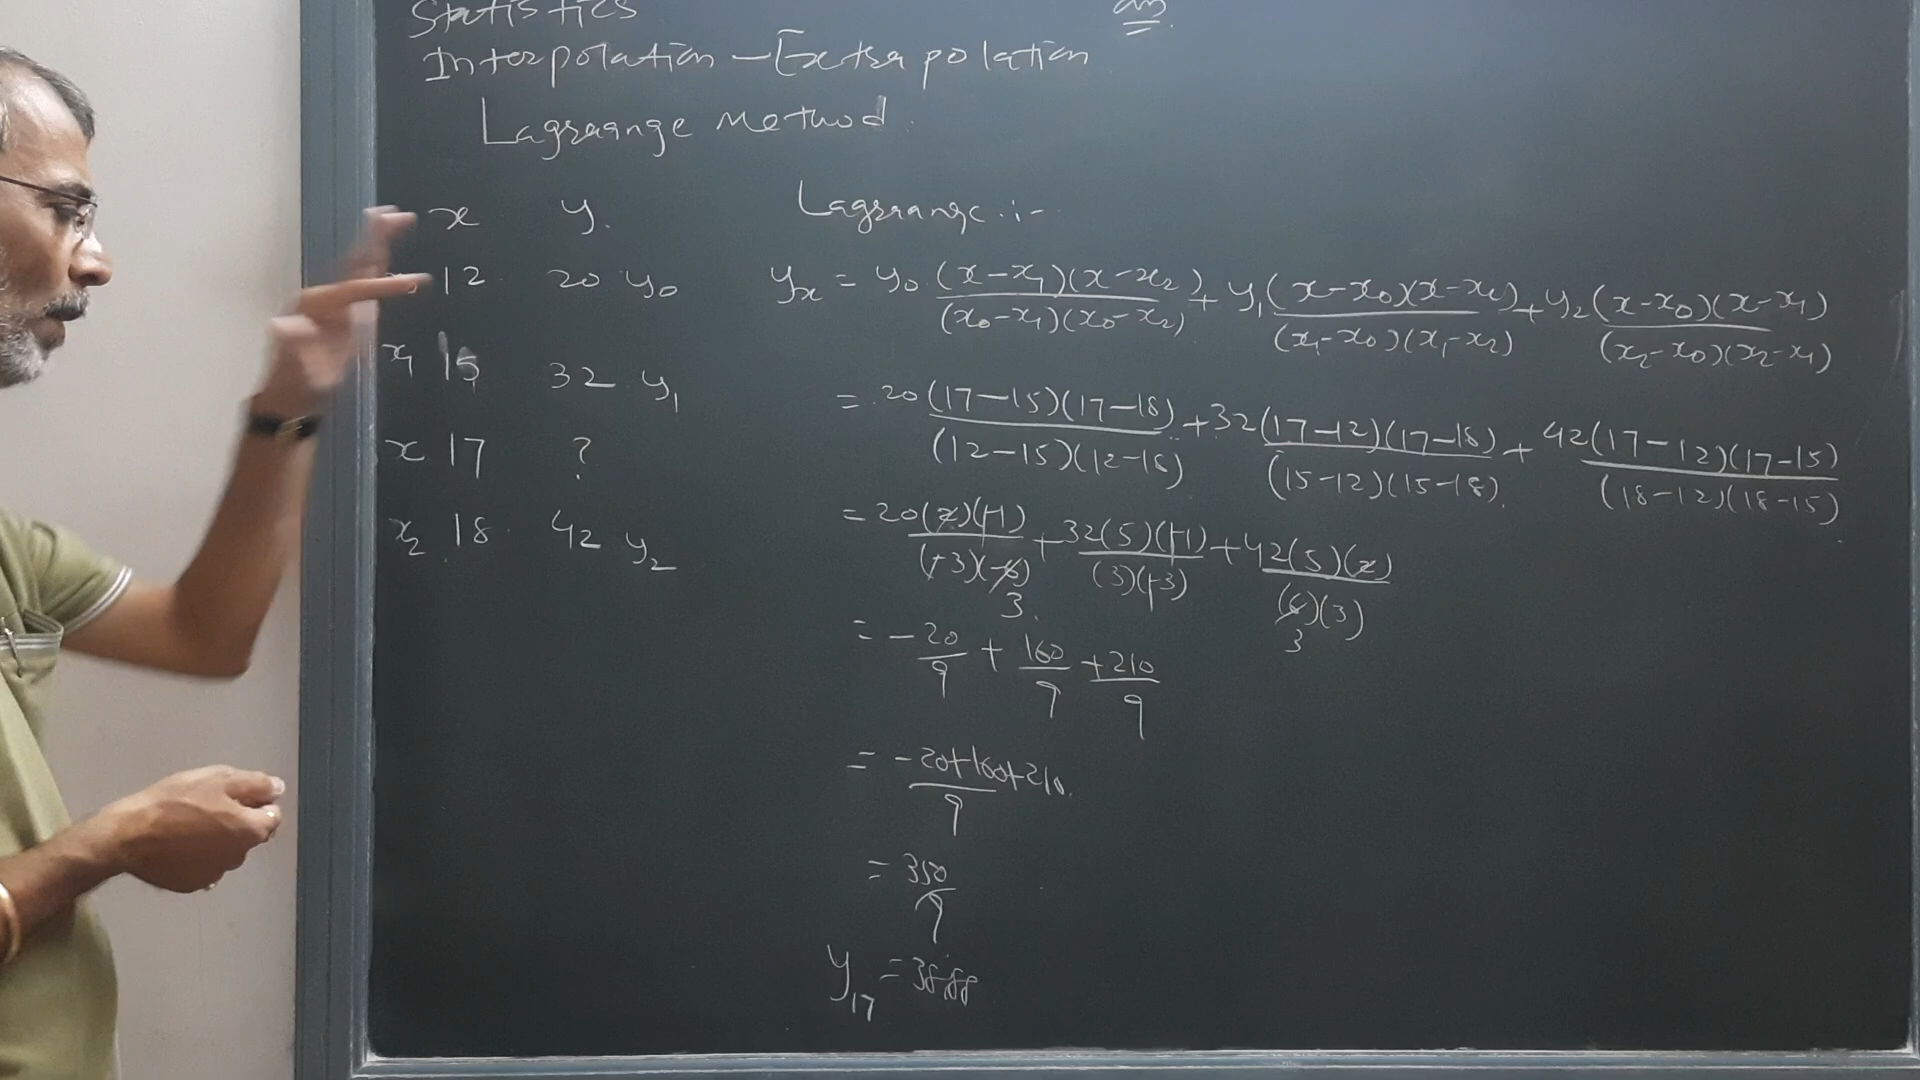 Statistics
Interpolation - Extrapolation
Lagrange Method.
x y.
12 20 y0
x1 15 32 y1
x 17 ?
x2 18 42 y2
Lagrange :-
yx = y0 (x-x1)(x-x2)/(x0-x1)(x0-x2) + y1 (x-x0)(x-x2)/(x1-x0)(x1-x2) + y2 (x-x0)(x-x1)/(x2-x0)(x2-x1)
= 20(17-15)(17-18)/(12-15)(12-18) + 32(17-12)(17-18)/(15-12)(15-18) + 42(17-12)(17-15)/(18-12)(18-15)
= 20(2)(-1)/(-3)(-6) + 32(5)(-1)/(3)(-3) + 42(5)(2)/(6)(3)
3 3
= -20/9 + 160/9 + 210/9
= -20+160+210/9
= 350/9
y17 = 38.88